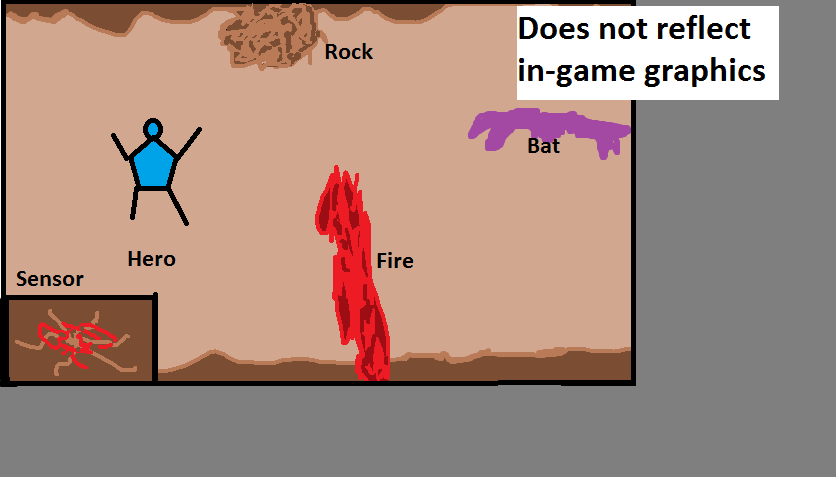 Does not reflect
in-game graphics
Rock
Bat
Hero
Fire
Sensor